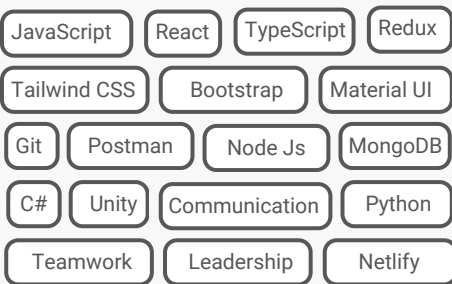 JavaScript React TypeScript Redux
Tailwind CSS Bootstrap Material UI
Git Postman Node Js MongoDB
C# Unity Communication Python
Teamwork Leadership Netlify